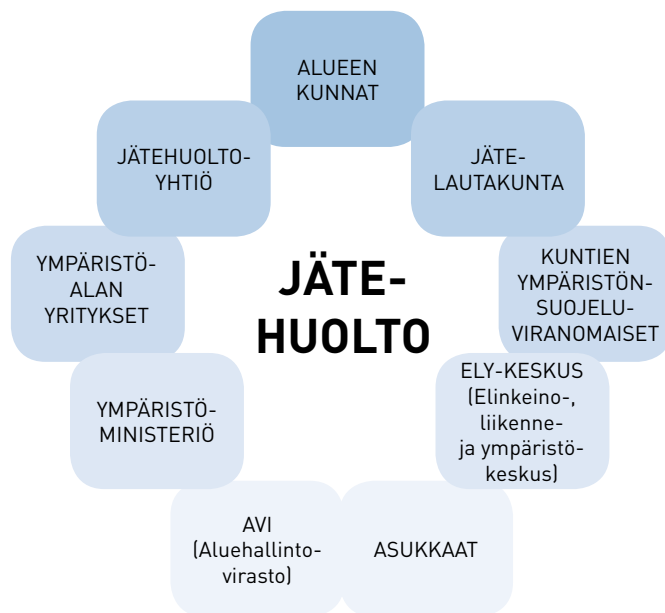 ALUEEN
KUNNAT
JÄTEHUOLTO-
YHTIÖ
JÄTE-
LAUTAKUNTA
YMPÄRISTÖ-
ALAN
YRITYKSET
JÄTE-
HUOLTO
KUNTIEN
YMPÄRISTÖN-
SUOJELU-
VIRANOMAISET
YMPÄRISTÖ-
MINISTERIÖ
ELY-KESKUS
(Elinkeino-,
liikenne-
ja ympäristö-
keskus)
AVI
(Aluehallinto-
virasto)
ASUKKAAT